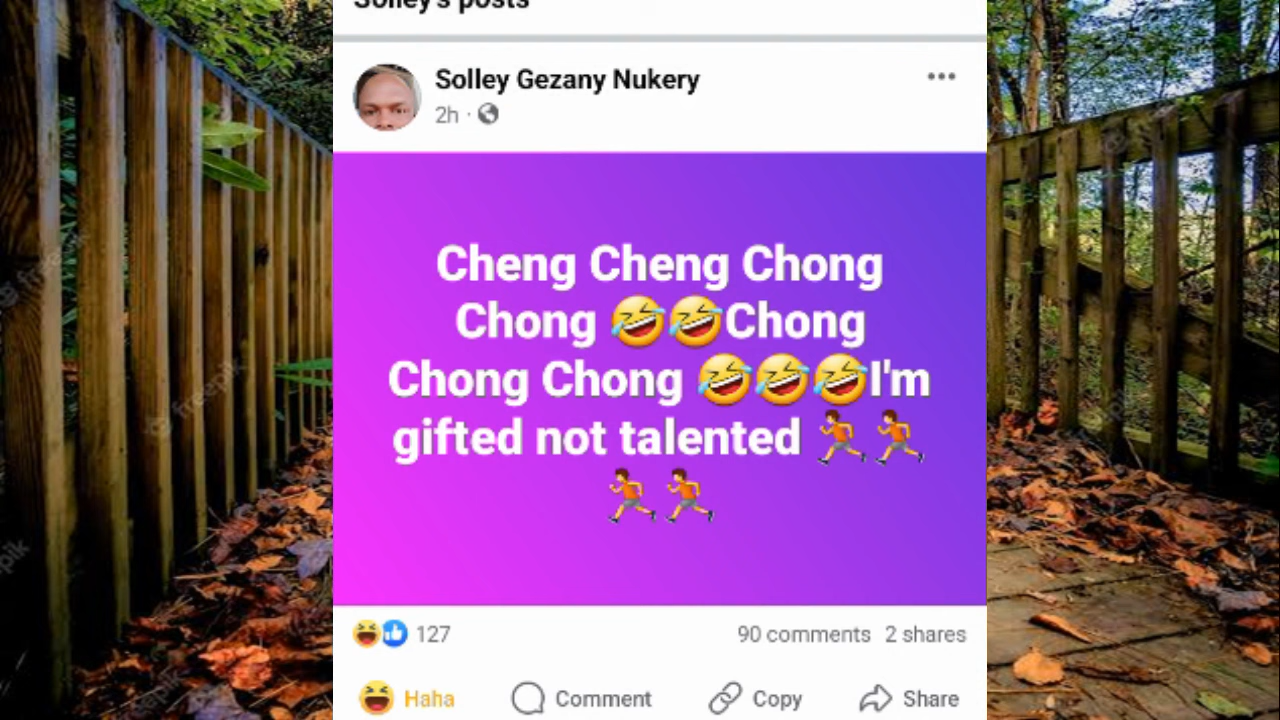 Solley's posts
Solley Gezany Nukery
2h ·
Cheng Cheng Chong
Chong 🤣🤣Chong
Chong Chong 🤣🤣🤣I'm
gifted not talented 🏃🏃
🏃🏃
127
90 comments 2 shares
Haha Comment Copy Share